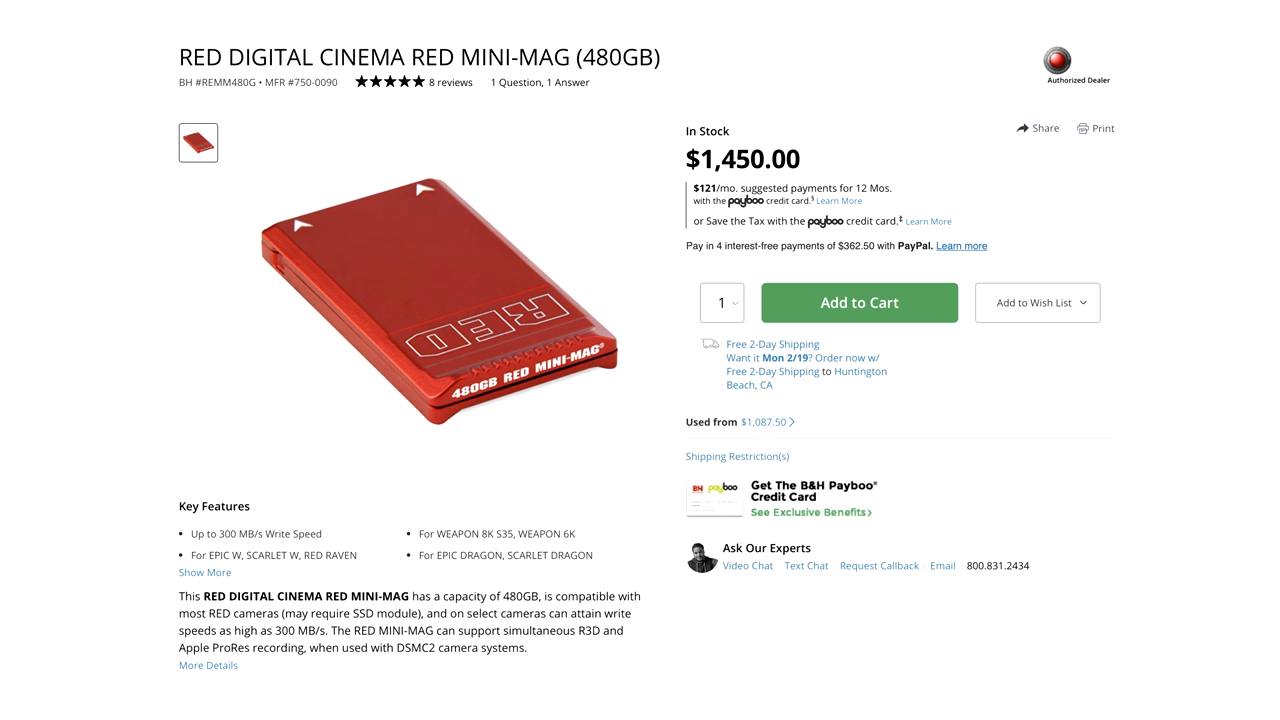 RED DIGITAL CINEMA RED MINI-MAG (480GB)
BH #REMM480G • MFR #750-0090 8 reviews 1 Question, 1 Answer
Authorized Dealer
RED
480GB RED MINI-MAG®
In Stock
Share Print
$1,450.00
$121/mo. suggested payments for 12 Mos.
with the payboo credit card.§ Learn More
or Save the Tax with the payboo credit card.‡ Learn More
Pay in 4 interest-free payments of $362.50 with PayPal. Learn more
1 Add to Cart Add to Wish List
Free 2-Day Shipping
Want it Mon 2/19? Order now w/
Free 2-Day Shipping to Huntington
Beach, CA
Used from $1,087.50
Shipping Restriction(s)
BH payboo
Get The B&H Payboo®
Credit Card
See Exclusive Benefits
Ask Our Experts
Video Chat Text Chat Request Callback Email 800.831.2434
Key Features
• Up to 300 MB/s Write Speed
• For WEAPON 8K S35, WEAPON 6K
• For EPIC W, SCARLET W, RED RAVEN
• For EPIC DRAGON, SCARLET DRAGON
Show More
This RED DIGITAL CINEMA RED MINI-MAG has a capacity of 480GB, is compatible with
most RED cameras (may require SSD module), and on select cameras can attain write
speeds as high as 300 MB/s. The RED MINI-MAG can support simultaneous R3D and
Apple ProRes recording, when used with DSMC2 camera systems.
More Details